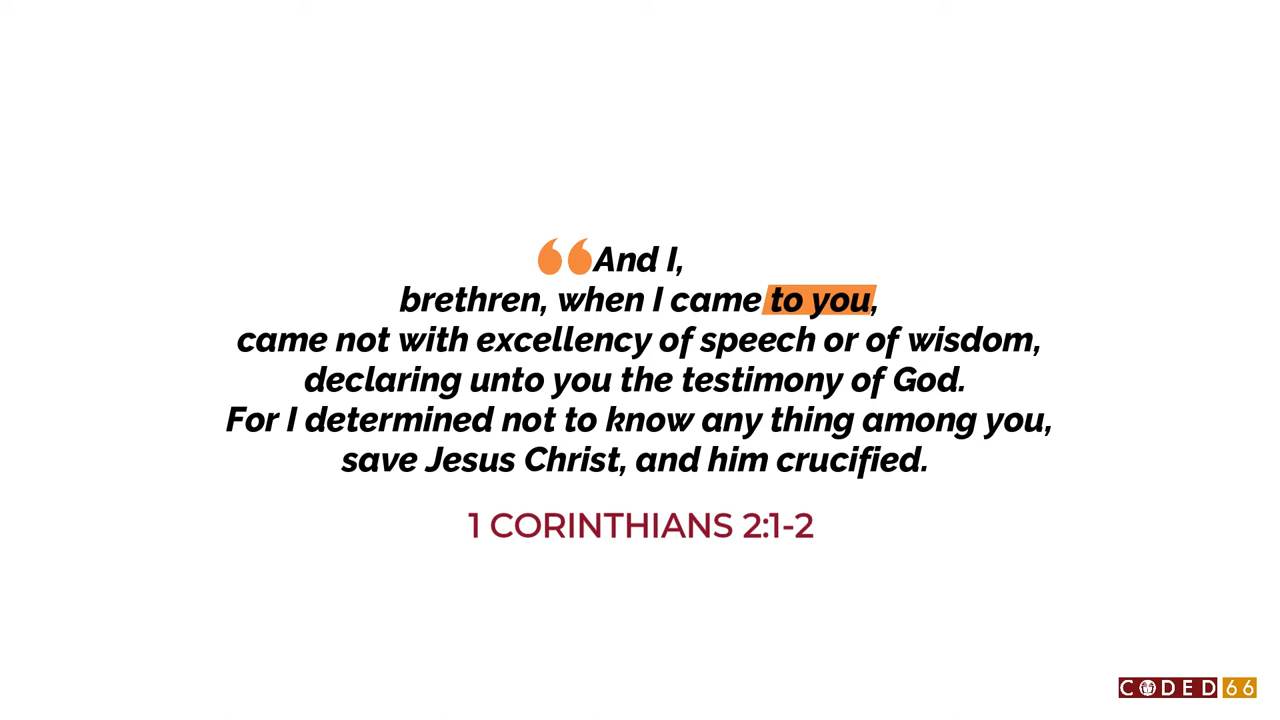 “And I,
brethren, when I came to you,
came not with excellency of speech or of wisdom,
declaring unto you the testimony of God.
For I determined not to know any thing among you,
save Jesus Christ, and him crucified.
1 CORINTHIANS 2:1-2
CODED 66